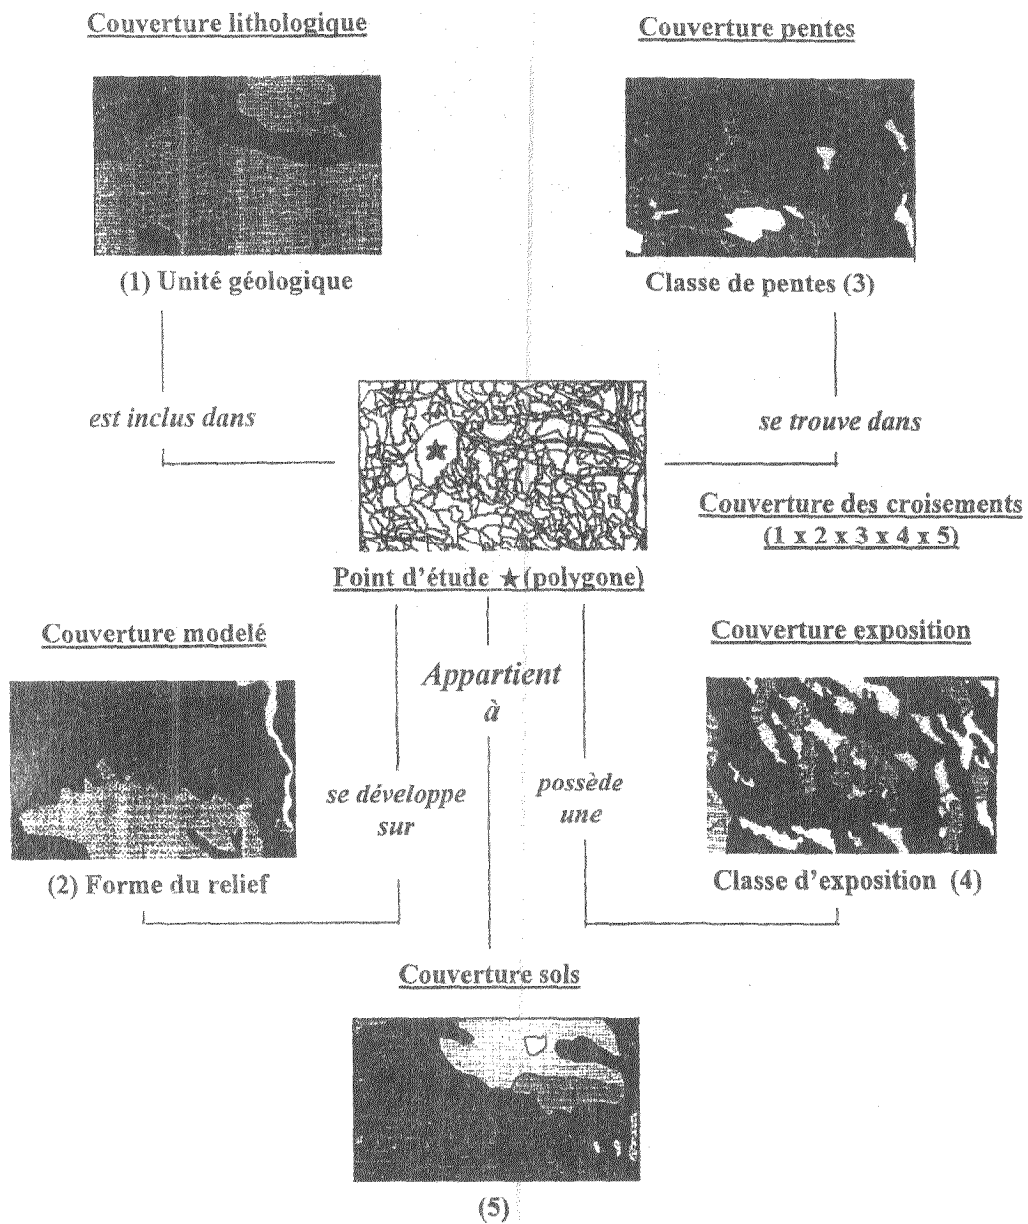 Couverture lithologique
Couverture pentes
(1) Unité géologique
Classe de pentes (3)
est inclus dans
se trouve dans
Couverture des croisements
(1 x 2 x 3 x 4 x 5)
Point d'étude ★ (polygone)
Couverture modelé
Couverture exposition
Appartient
à
se développe
sur
possède
une
(2) Forme du relief
Classe d'exposition (4)
Couverture sols
(5)